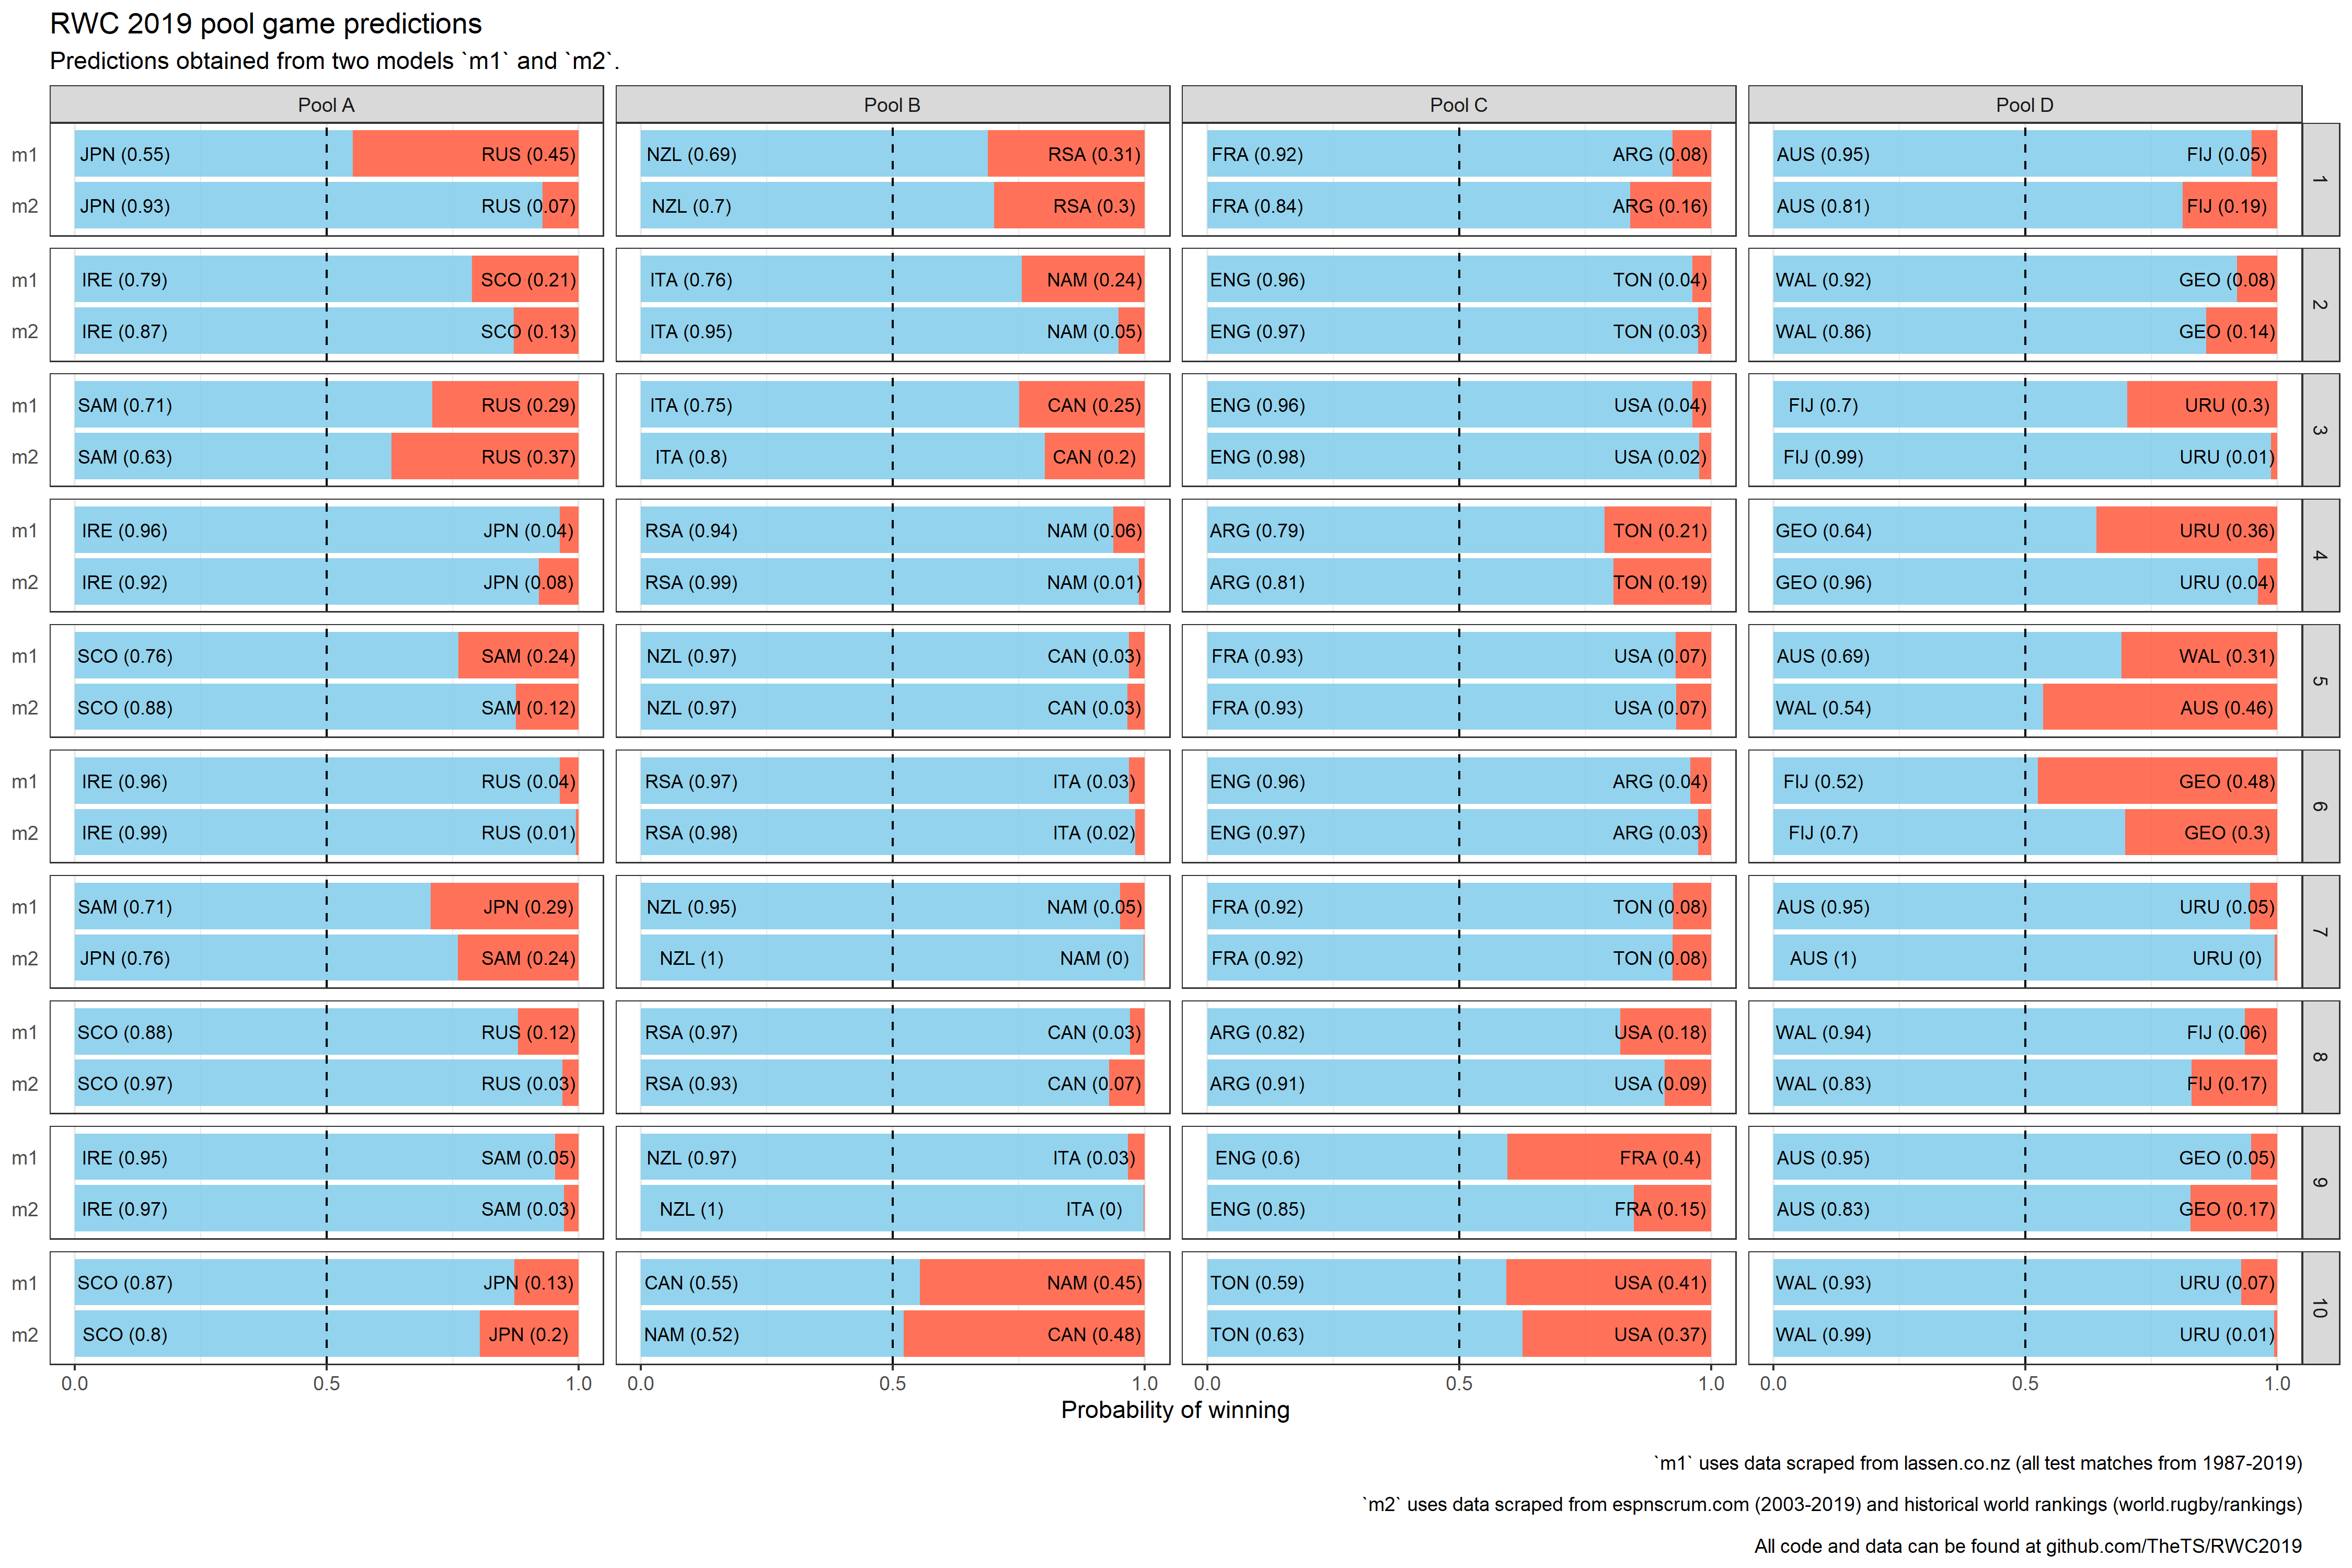 RWC 2019 pool game predictions
Predictions obtained from two models `m1` and `m2`.
Pool A Pool B Pool C Pool D
m1 JPN (0.55) RUS (0.45) NZL (0.69) RSA (0.31) FRA (0.92) ARG (0.08) AUS (0.95) FIJ (0.05)
1
m2 JPN (0.93) RUS (0.07) NZL (0.7) RSA (0.3) FRA (0.84) ARG (0.16) AUS (0.81) FIJ (0.19)
m1 IRE (0.79) SCO (0.21) ITA (0.76) NAM (0.24) ENG (0.96) TON (0.04) WAL (0.92) GEO (0.08)
2
m2 IRE (0.87) SCO (0.13) ITA (0.95) NAM (0.05) ENG (0.97) TON (0.03) WAL (0.86) GEO (0.14)
m1 SAM (0.71) RUS (0.29) ITA (0.75) CAN (0.25) ENG (0.96) USA (0.04) FIJ (0.7) URU (0.3)
3
m2 SAM (0.63) RUS (0.37) ITA (0.8) CAN (0.2) ENG (0.98) USA (0.02) FIJ (0.99) URU (0.01)
m1 IRE (0.96) JPN (0.04) RSA (0.94) NAM (0.06) ARG (0.79) TON (0.21) GEO (0.64) URU (0.36)
4
m2 IRE (0.92) JPN (0.08) RSA (0.99) NAM (0.01) ARG (0.81) TON (0.19) GEO (0.96) URU (0.04)
m1 SCO (0.76) SAM (0.24) NZL (0.97) CAN (0.03) FRA (0.93) USA (0.07) AUS (0.69) WAL (0.31)
5
m2 SCO (0.88) SAM (0.12) NZL (0.97) CAN (0.03) FRA (0.93) USA (0.07) WAL (0.54) AUS (0.46)
m1 IRE (0.96) RUS (0.04) RSA (0.97) ITA (0.03) ENG (0.96) ARG (0.04) FIJ (0.52) GEO (0.48)
6
m2 IRE (0.99) RUS (0.01) RSA (0.98) ITA (0.02) ENG (0.97) ARG (0.03) FIJ (0.7) GEO (0.3)
m1 SAM (0.71) JPN (0.29) NZL (0.95) NAM (0.05) FRA (0.92) TON (0.08) AUS (0.95) URU (0.05)
7
m2 JPN (0.76) SAM (0.24) NZL (1) NAM (0) FRA (0.92) TON (0.08) AUS (1) URU (0)
m1 SCO (0.88) RUS (0.12) RSA (0.97) CAN (0.03) ARG (0.82) USA (0.18) WAL (0.94) FIJ (0.06)
8
m2 SCO (0.97) RUS (0.03) RSA (0.93) CAN (0.07) ARG (0.91) USA (0.09) WAL (0.83) FIJ (0.17)
m1 IRE (0.95) SAM (0.05) NZL (0.97) ITA (0.03) ENG (0.6) FRA (0.4) AUS (0.95) GEO (0.05)
9
m2 IRE (0.97) SAM (0.03) NZL (1) ITA (0) ENG (0.85) FRA (0.15) AUS (0.83) GEO (0.17)
m1 SCO (0.87) JPN (0.13) CAN (0.55) NAM (0.45) TON (0.59) USA (0.41) WAL (0.93) URU (0.07)
10
m2 SCO (0.8) JPN (0.2) NAM (0.52) CAN (0.48) TON (0.63) USA (0.37) WAL (0.99) URU (0.01)
0.0 0.5 1.0 0.0 0.5 1.0 0.0 0.5 1.0 0.0 0.5 1.0
Probability of winning
`m1` uses data scraped from lassen.co.nz (all test matches from 1987-2019)
`m2` uses data scraped from espnscrum.com (2003-2019) and historical world rankings (world.rugby/rankings)
All code and data can be found at github.com/TheTS/RWC2019